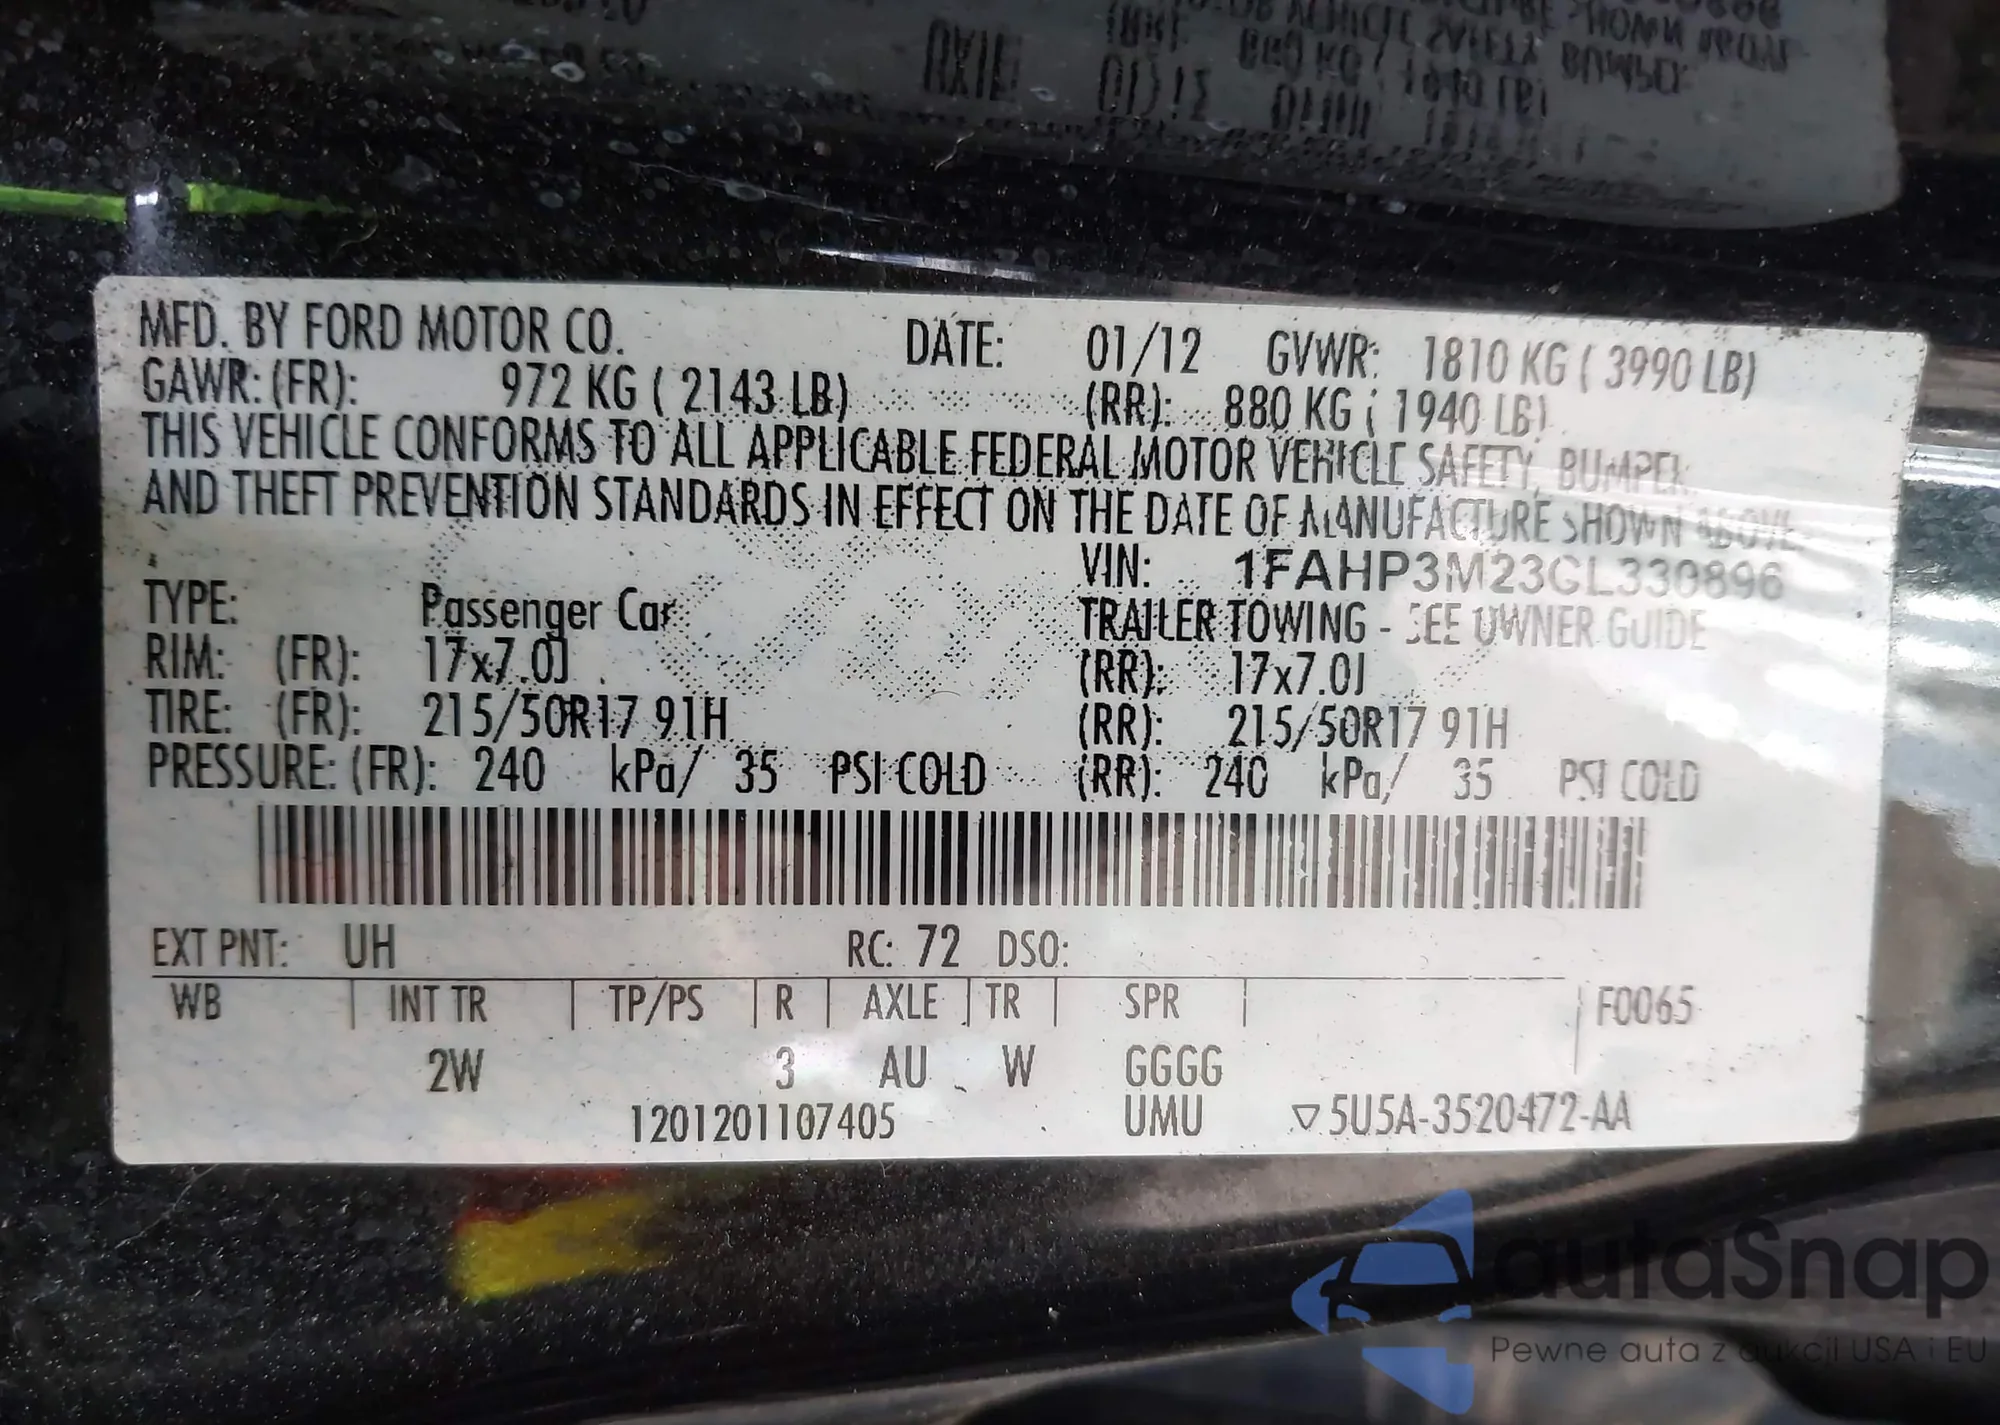 MFD. BY FORD MOTOR CO. DATE: 01/12 GVWR: 1810 KG ( 3990 LB)
GAWR: (FR): 972 KG ( 2143 LB) (RR): 880 KG ( 1940 LB)
THIS VEHICLE CONFORMS TO ALL APPLICABLE FEDERAL MOTOR VEHICLE SAFETY, BUMPER
AND THEFT PREVENTION STANDARDS IN EFFECT ON THE DATE OF MANUFACTURE SHOWN ABOVE
VIN: 1FAHP3M23CL330896
TYPE: Passenger Car TRAILER TOWING - SEE OWNER GUIDE
RIM: (FR): 17x7.0J (RR): 17x7.0J
TIRE: (FR): 215/50R17 91H (RR): 215/50R17 91H
PRESSURE: (FR): 240 kPa/ 35 PSI COLD (RR): 240 kPa/ 35 PSI COLD
EXT PNT: UH RC: 72 DSO:
WB INT TR TP/PS R AXLE TR SPR F0065
2W 3 AU W GGGG
1201201107405 UMU ▽5U5A-3520472-AA
autoSnap
Pewne auta z aukcji USA i EU